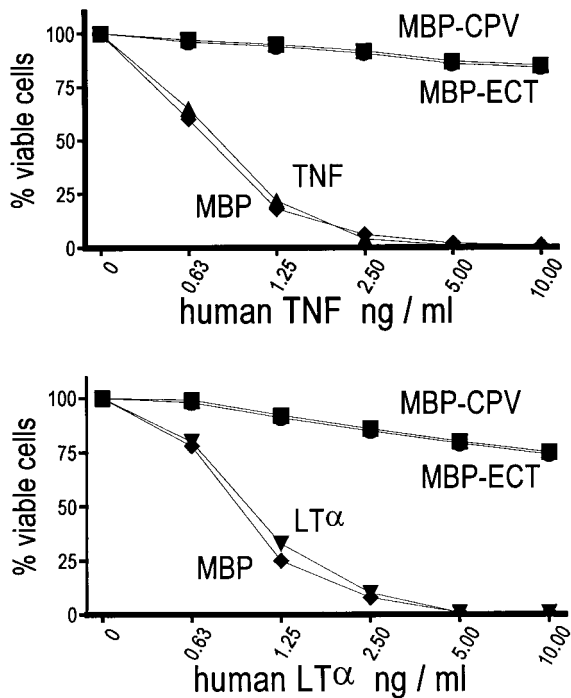 100
75
50
25
0
% viable cells
MBP-CPV
MBP-ECT
TNF
MBP
0 0.63 1.25 2.50 5.00 10.00
human TNF ng / ml
100
75
50
25
0
% viable cells
MBP-CPV
MBP-ECT
LTα
MBP
0 0.63 1.25 2.50 5.00 10.00
human LTα ng / ml